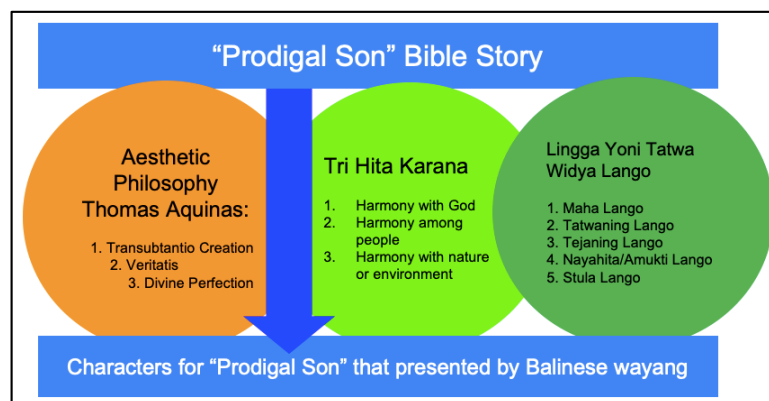 “Prodigal Son” Bible Story
Aesthetic
Philosophy
Thomas Aquinas:
1. Transubtantio Creation
2. Veritatis
3. Divine Perfection
Tri Hita Karana
1. Harmony with God
2. Harmony among
people
3. Harmony with nature
or environment
Lingga Yoni Tatwa
Widya Lango
1. Maha Lango
2. Tatwaning Lango
3. Tejaning Lango
4. Nayahita/Amukti Lango
5. Stula Lango
Characters for “Prodigal Son” that presented by Balinese wayang